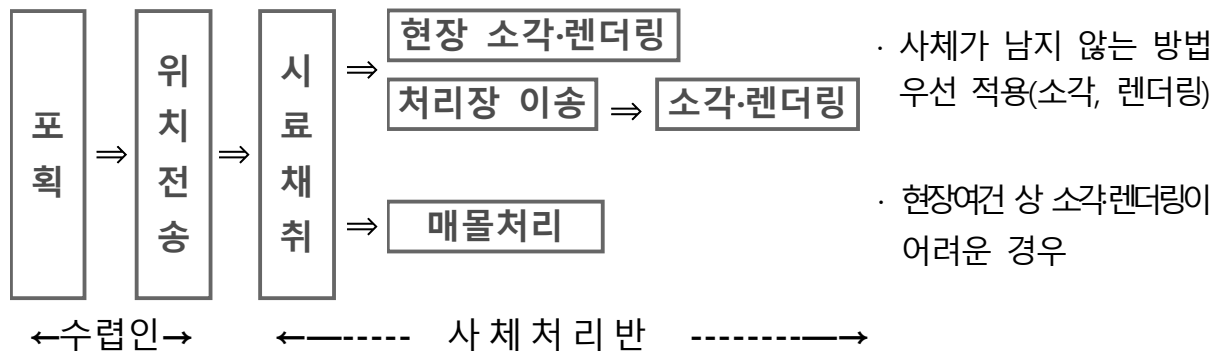 포획
⇒
위치전송
⇒
시료채취
⇒ 현장 소각·렌더링
처리장 이송 ⇒ 소각·렌더링
· 사체가 남지 않는 방법
우선 적용(소각, 렌더링)
⇒ 매몰처리
· 현장여건 상 소각·렌더링이
어려운 경우
←수렵인→ ←------ 사 체 처 리 반 ---------→